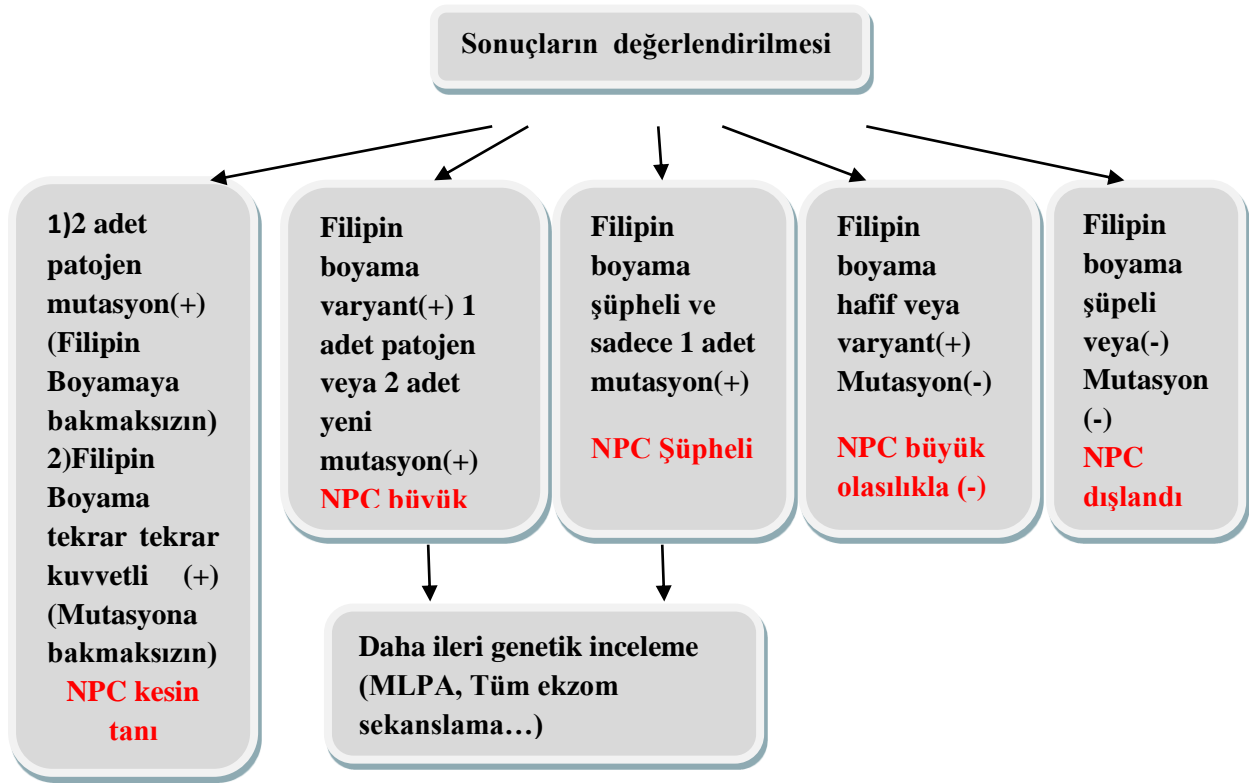 Sonuçların değerlendirilmesi
1)2 adet
patojen
mutasyon(+)
(Filipin
Boyamaya
bakmaksızın)
2)Filipin
Boyama
tekrar tekrar
kuvvetli (+)
(Mutasyona
bakmaksızın)
NPC kesin
tanı
Filipin
boyama
varyant(+) 1
adet patojen
veya 2 adet
yeni
mutasyon(+)
NPC büyük
Filipin
boyama
şüpheli ve
sadece 1 adet
mutasyon(+)
NPC Şüpheli
Filipin
boyama
hafif veya
varyant(+)
Mutasyon(-)
NPC büyük
olasılıkla (-)
Filipin
boyama
şüpeli
veya(-)
Mutasyon
(-)
NPC
dışlandı
Daha ileri genetik inceleme
(MLPA, Tüm ekzom
sekanslama…)